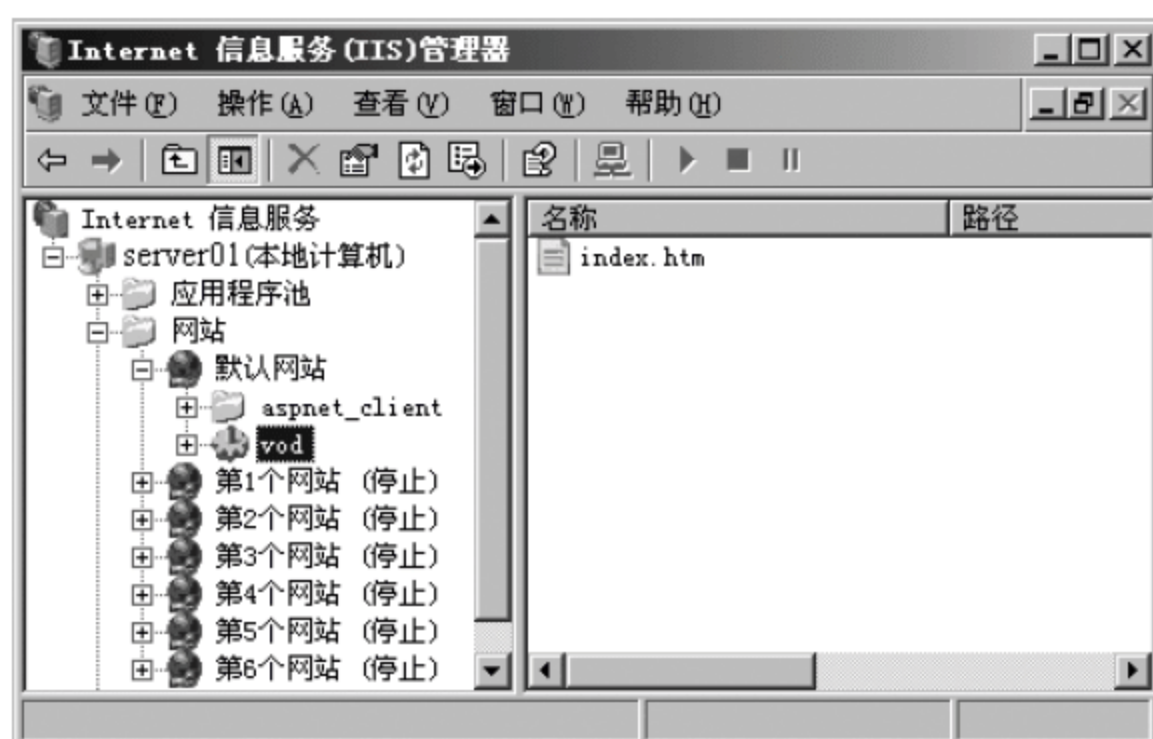 Internet 信息服务(IIS)管理器
文件(F) 操作(A) 查看(V) 窗口(W) 帮助(H)
Internet 信息服务
server01(本地计算机)
应用程序池
网站
默认网站
aspnet_client
vod
第1个网站 (停止)
第2个网站 (停止)
第3个网站 (停止)
第4个网站 (停止)
第5个网站 (停止)
第6个网站 (停止)
名称 路径
index.htm